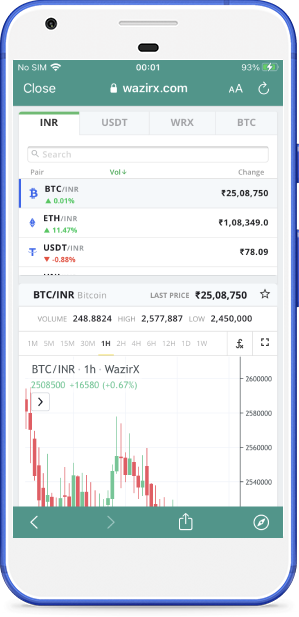 No SIM 00:01 93%
Close wazirx.com AA
INR USDT WRX BTC
Search
Pair Vol↓ Change
BTC/INR ₹25,08,750
▲ 0.01%
ETH/INR ₹1,08,349.0
▲ 11.47%
USDT/INR ₹78.09
▼ -0.88%
BTC/INR Bitcoin LAST PRICE ₹25,08,750
VOLUME 248.8824 HIGH 2,577,887 LOW 2,450,000
1M 5M 15M 30M 1H 2H 4H 6H 12H 1D 1W
BTC/INR · 1h · WazirX
2508500 +16580 (+0.67%)
2600000
2580000
2560000
2540000